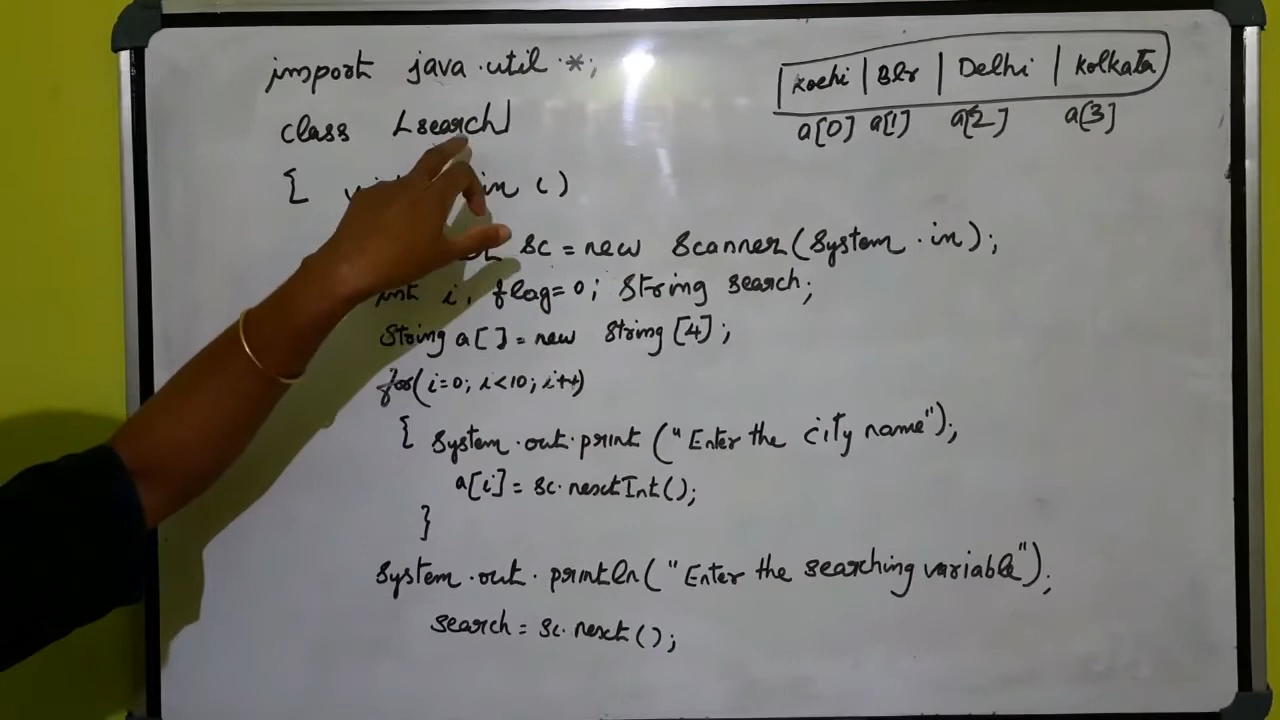 import java.util.*;
class Lsearch
{ in ()
sc = new Scanner(System.in);
int i, flag=0; String search;
String a[] = new String [4];
for(i=0; i<10; i++)
{ System.out.print ("Enter the city name");
a[i] = sc.nextInt();
}
System.out.println("Enter the searching variable");
search = sc.next();
|Kochi | Blr | Delhi | Kolkata
a[0] a[1] a[2] a[3]